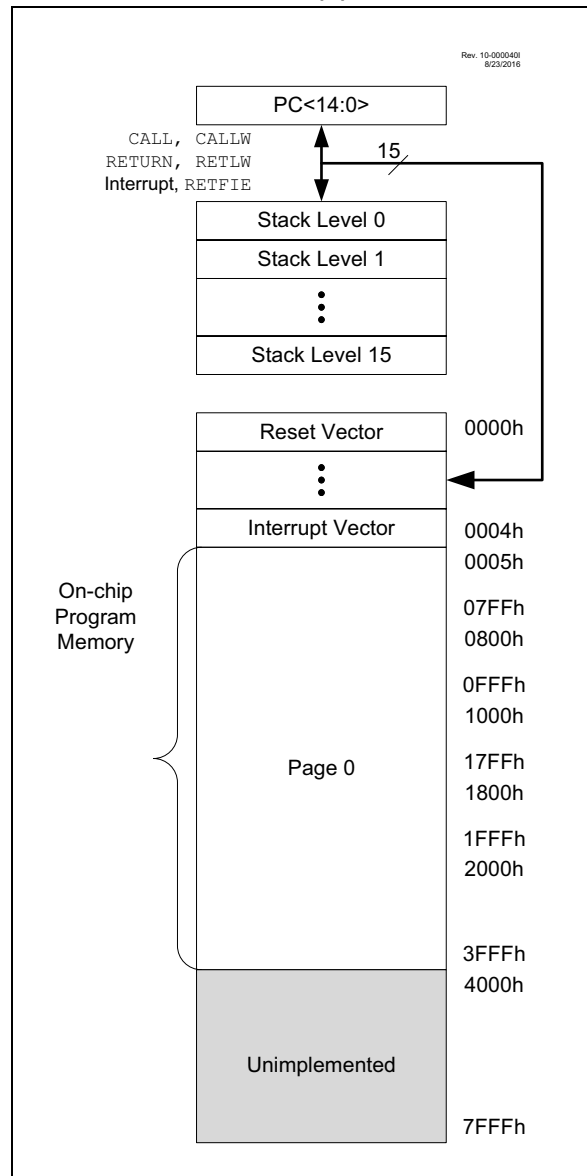 Rev. 10-000040I
8/23/2016
PC<14:0>
CALL, CALLW
RETURN, RETLW
Interrupt, RETFIE
15
Stack Level 0
Stack Level 1
Stack Level 15
Reset Vector
0000h
Interrupt Vector
0004h
0005h
On-chip
Program
Memory
07FFh
0800h
0FFFh
1000h
Page 0
17FFh
1800h
1FFFh
2000h
3FFFh
4000h
Unimplemented
7FFFh